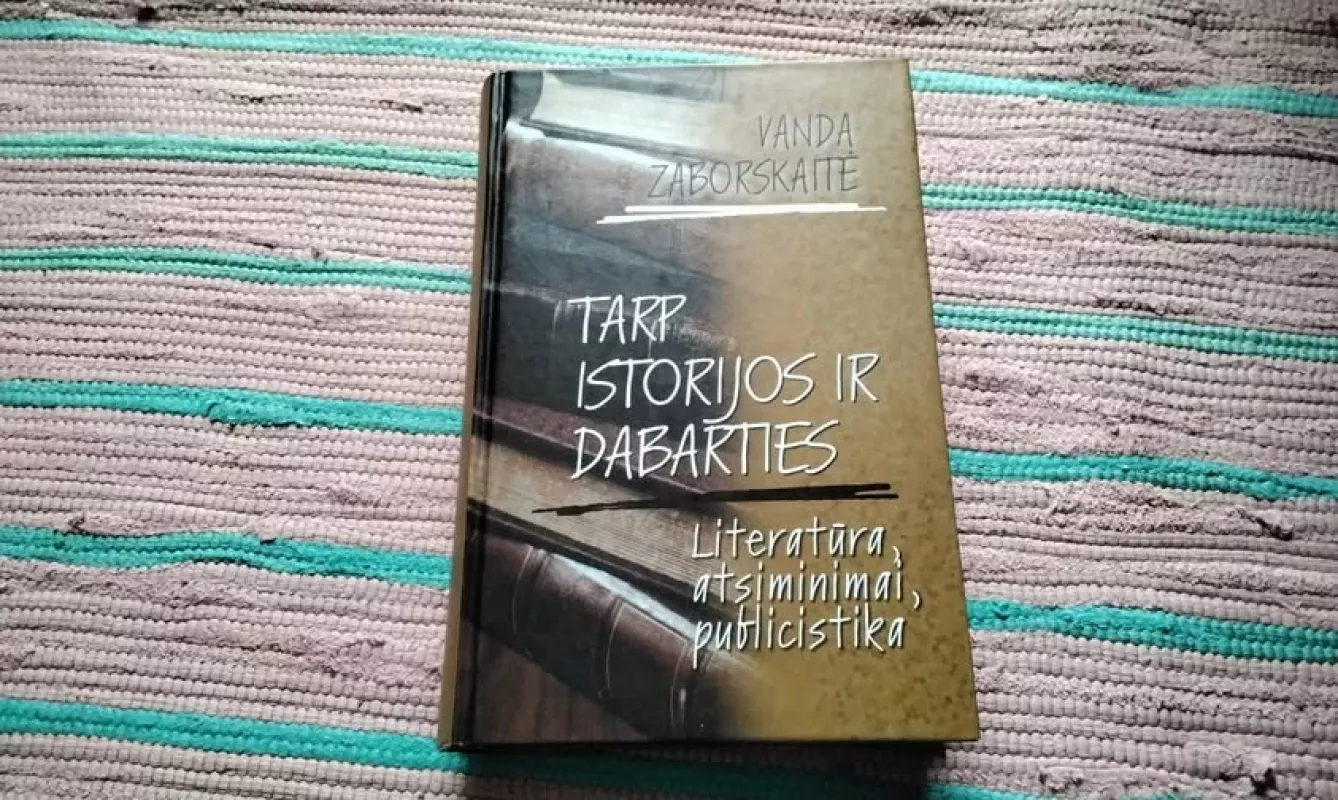 VANDA
ZABORSKAITĖ
TARP
ISTORIJOS IR
DABARTIES
Literatūra,
atsiminimai,
publicistika